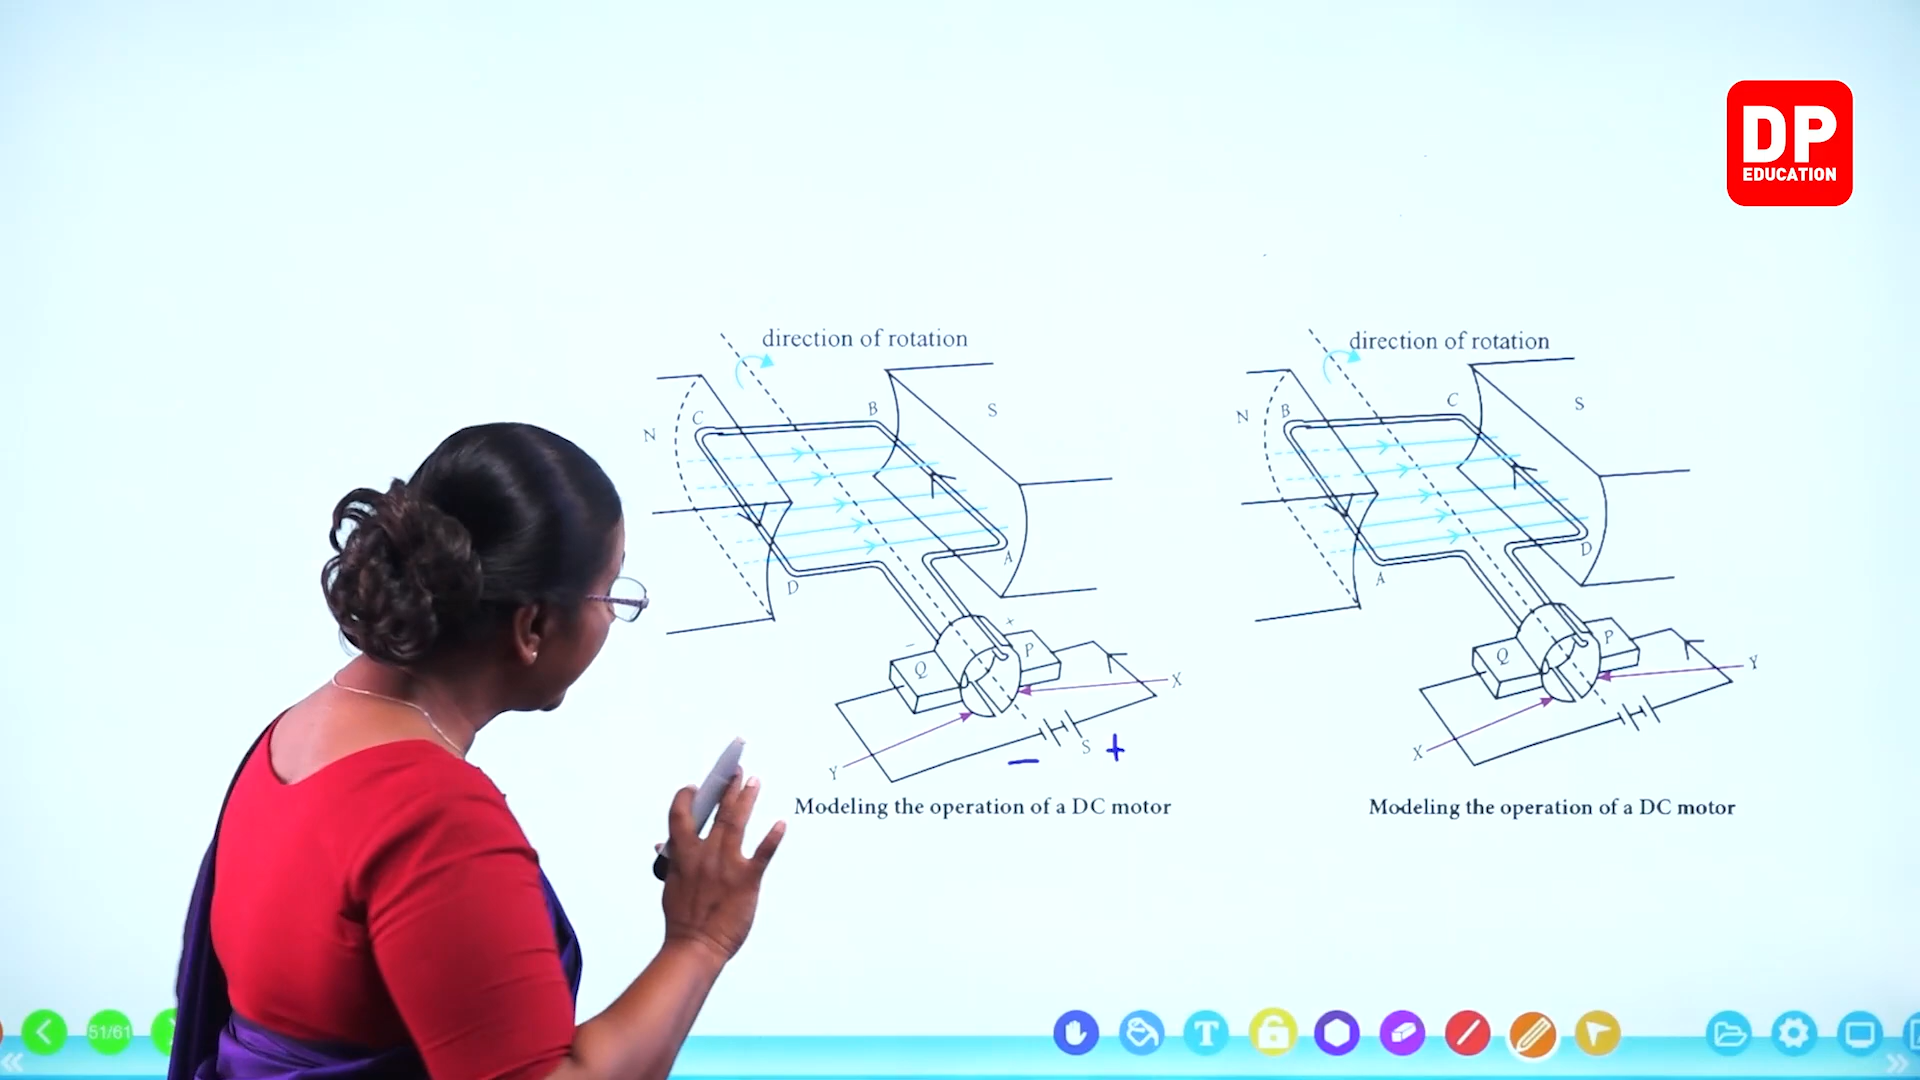 DP
EDUCATION
direction of rotation
C
B
N
S
D
A
−
+
Q
P
X
Y
S
−
+
Modeling the operation of a DC motor
direction of rotation
B
C
N
S
A
D
Q
P
Y
X
Modeling the operation of a DC motor
51/61
T